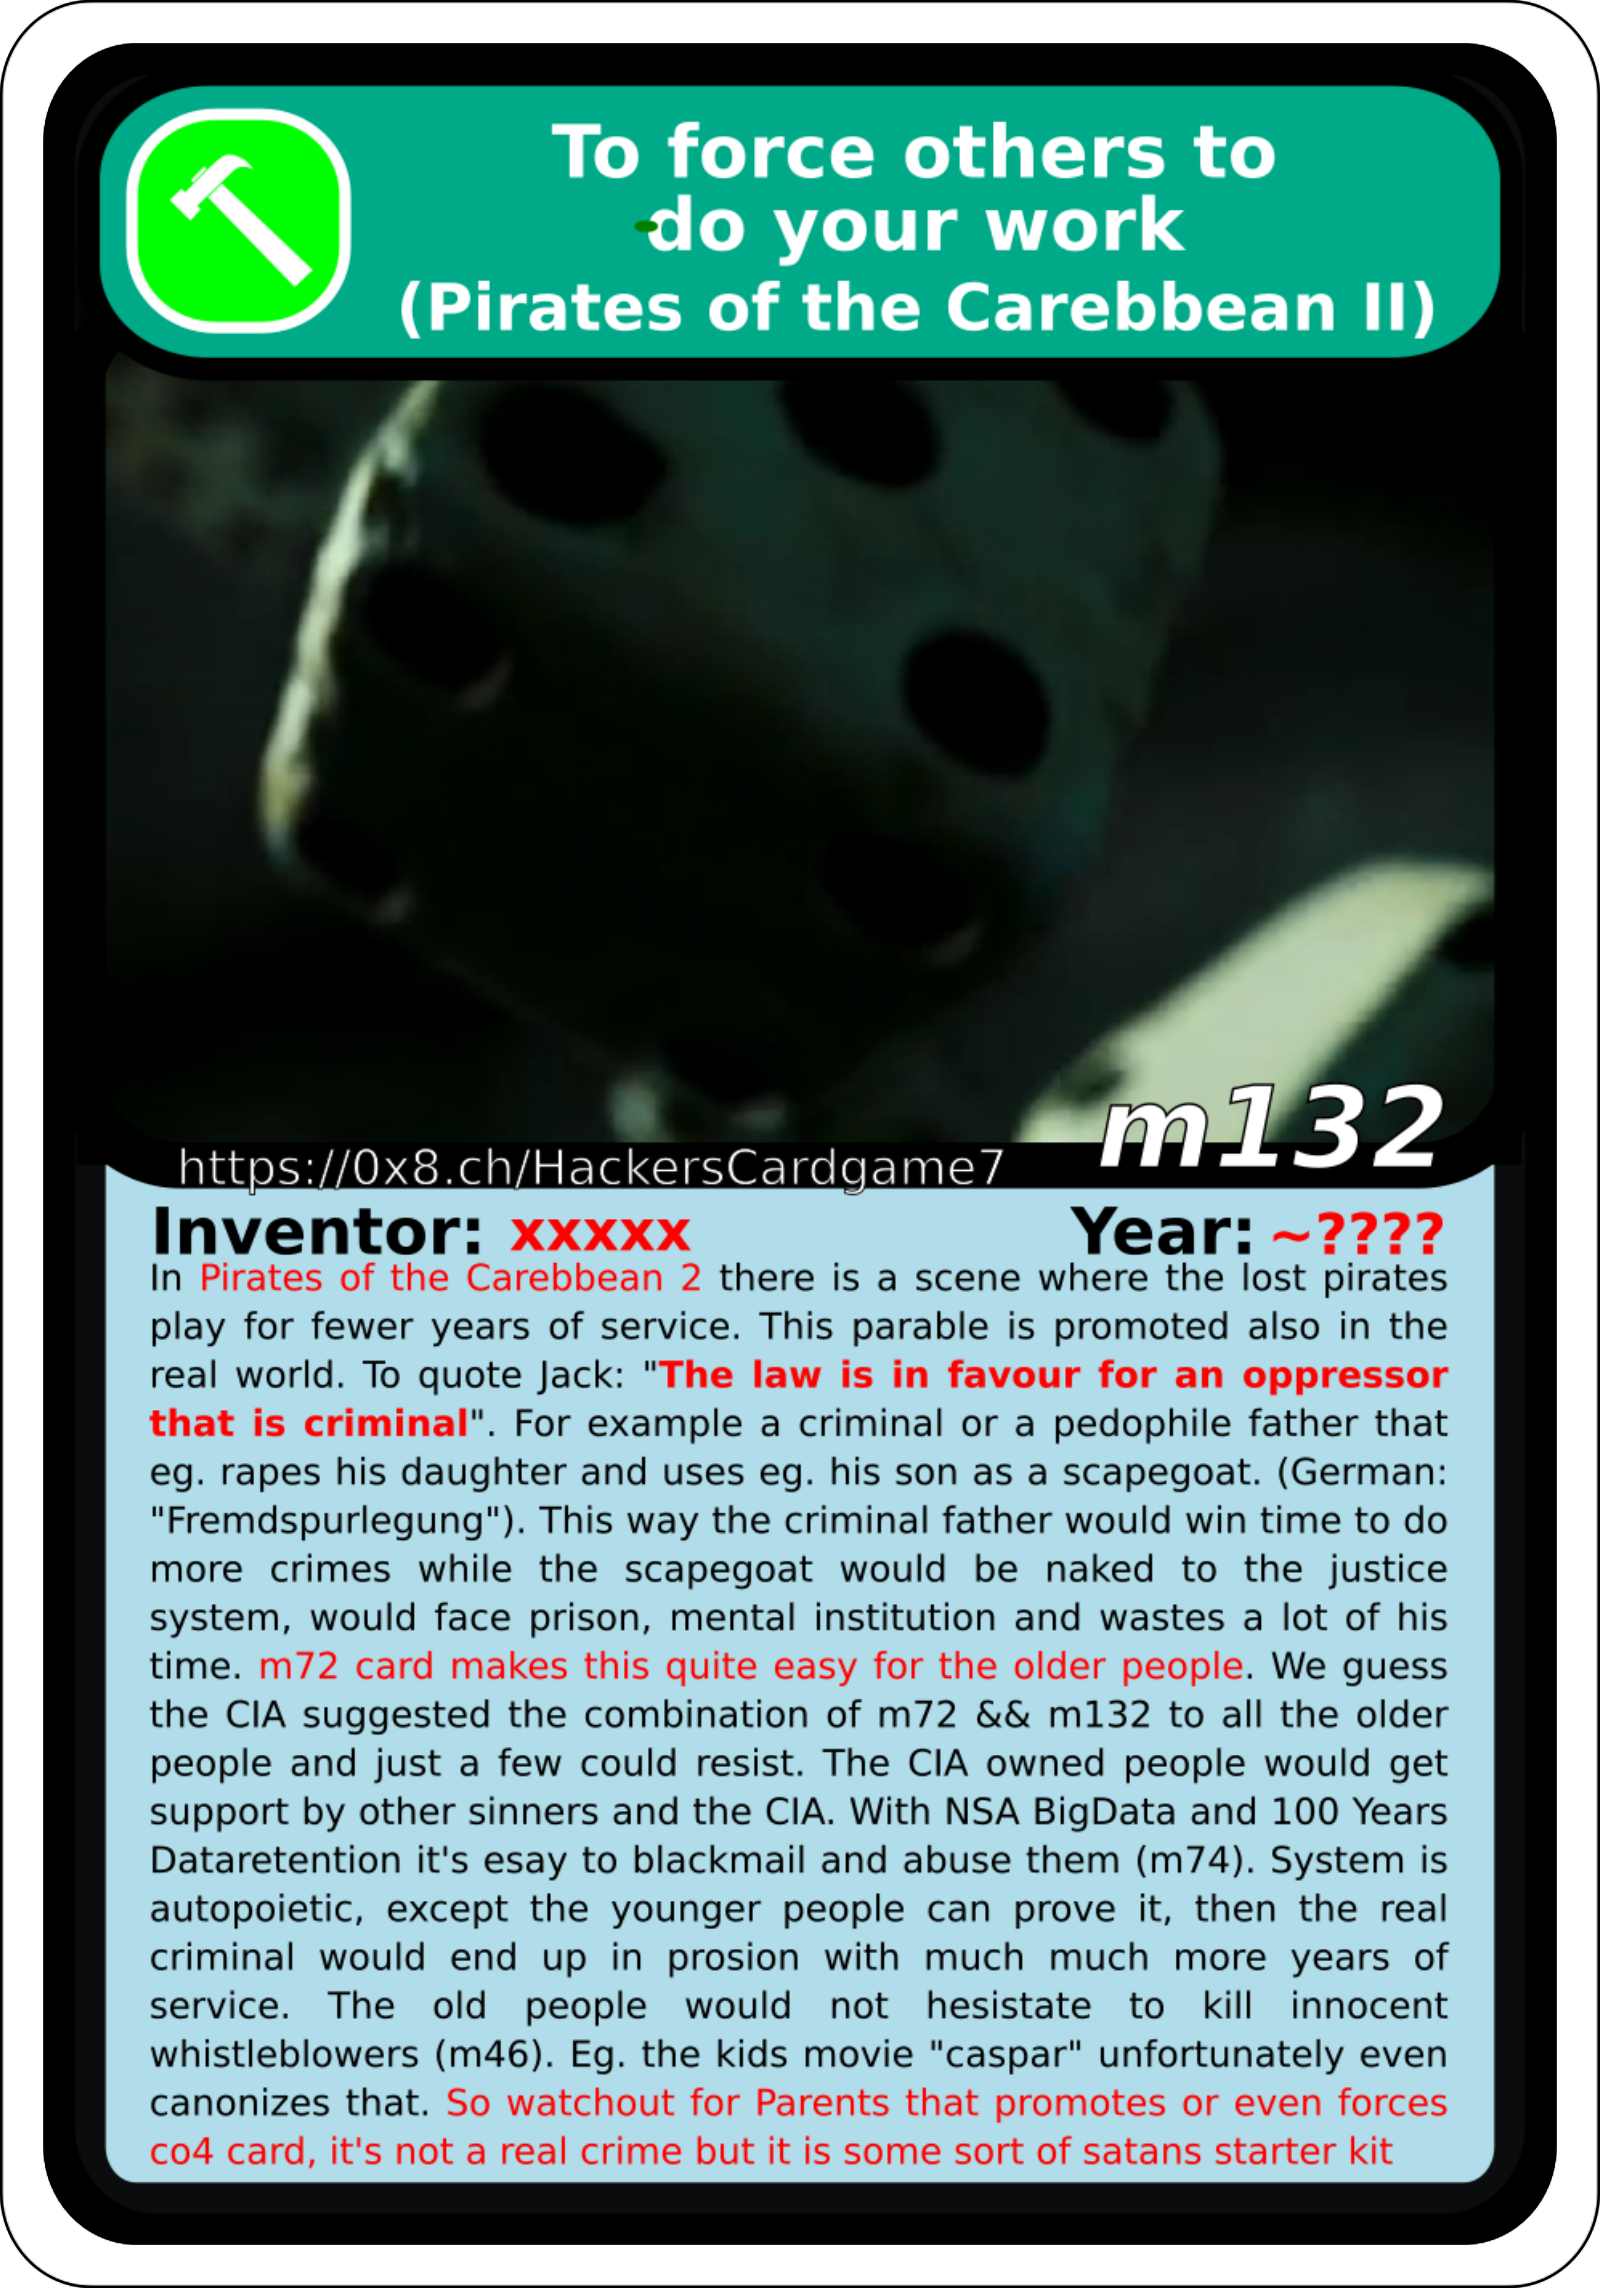 To force others to
do your work
(Pirates of the Carebbean II)
m132
https://0x8.ch/HackersCardgame7
Inventor: xxxxx Year: ~????
In Pirates of the Carebbean 2 there is a scene where the lost pirates
play for fewer years of service. This parable is promoted also in the
real world. To quote Jack: "The law is in favour for an oppressor
that is criminal". For example a criminal or a pedophile father that
eg. rapes his daughter and uses eg. his son as a scapegoat. (German:
"Fremdspurlegung"). This way the criminal father would win time to do
more crimes while the scapegoat would be naked to the justice
system, would face prison, mental institution and wastes a lot of his
time. m72 card makes this quite easy for the older people. We guess
the CIA suggested the combination of m72 && m132 to all the older
people and just a few could resist. The CIA owned people would get
support by other sinners and the CIA. With NSA BigData and 100 Years
Dataretention it's esay to blackmail and abuse them (m74). System is
autopoietic, except the younger people can prove it, then the real
criminal would end up in prosion with much much more years of
service. The old people would not hesistate to kill innocent
whistleblowers (m46). Eg. the kids movie "caspar" unfortunately even
canonizes that. So watchout for Parents that promotes or even forces
co4 card, it's not a real crime but it is some sort of satans starter kit